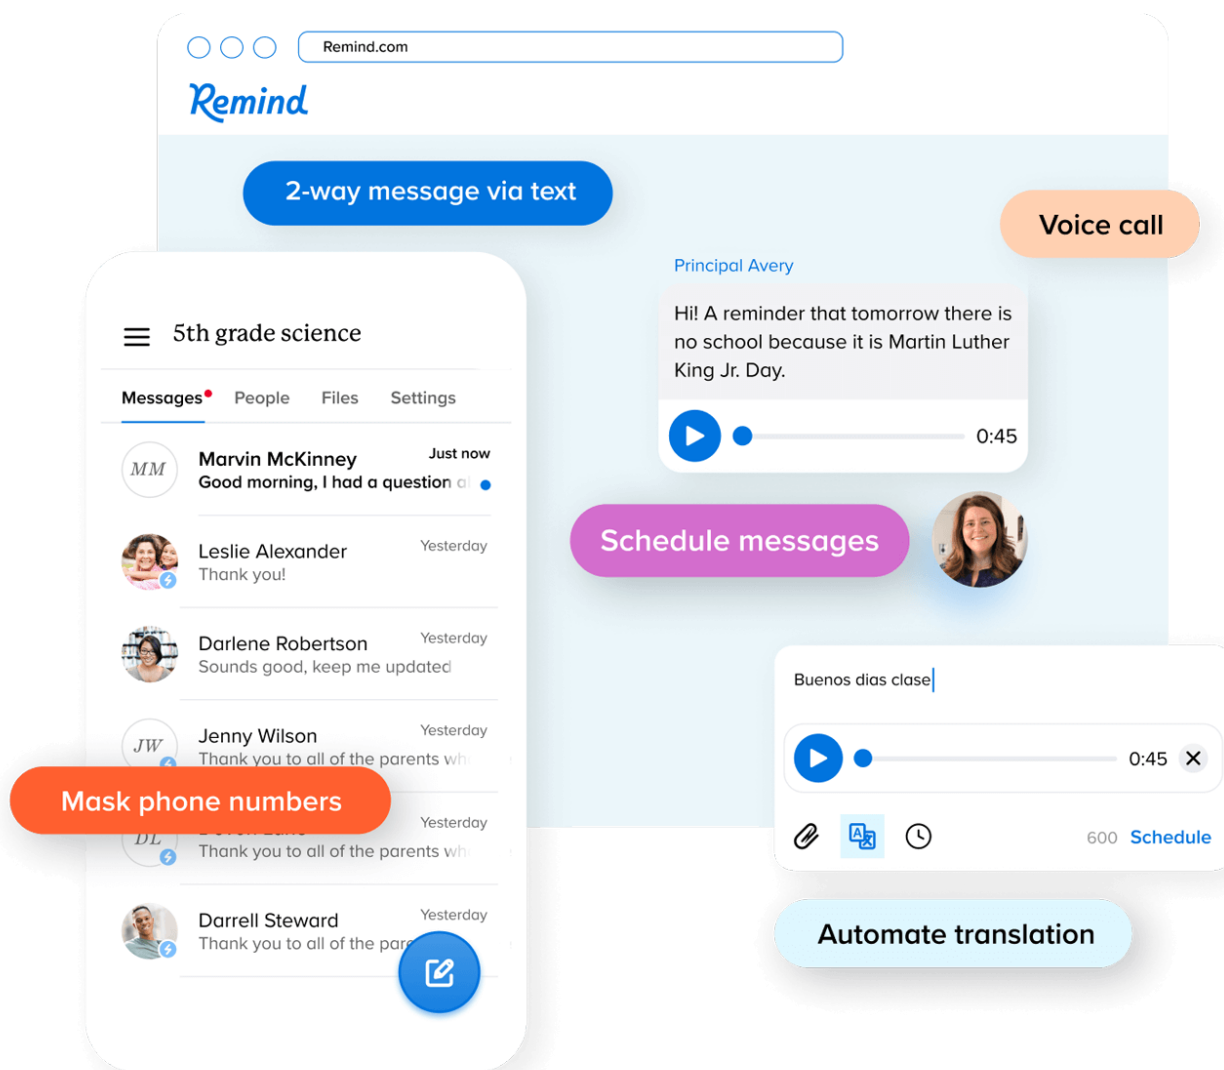 Remind.com
Remind
2-way message via text
Voice call
Principal Avery
Hi! A reminder that tomorrow there is
no school because it is Martin Luther
King Jr. Day.
0:45
Schedule messages
5th grade science
Messages People Files Settings
MM
Marvin McKinney Just now
Good morning, I had a question
Leslie Alexander Yesterday
Thank you!
Darlene Robertson Yesterday
Sounds good, keep me updated
JW
Jenny Wilson Yesterday
Thank you to all of the parents
Mask phone numbers
DL
Yesterday
Thank you to all of the parents
Darrell Steward Yesterday
Thank you to all of the
Buenos dias clase
0:45
600 Schedule
Automate translation